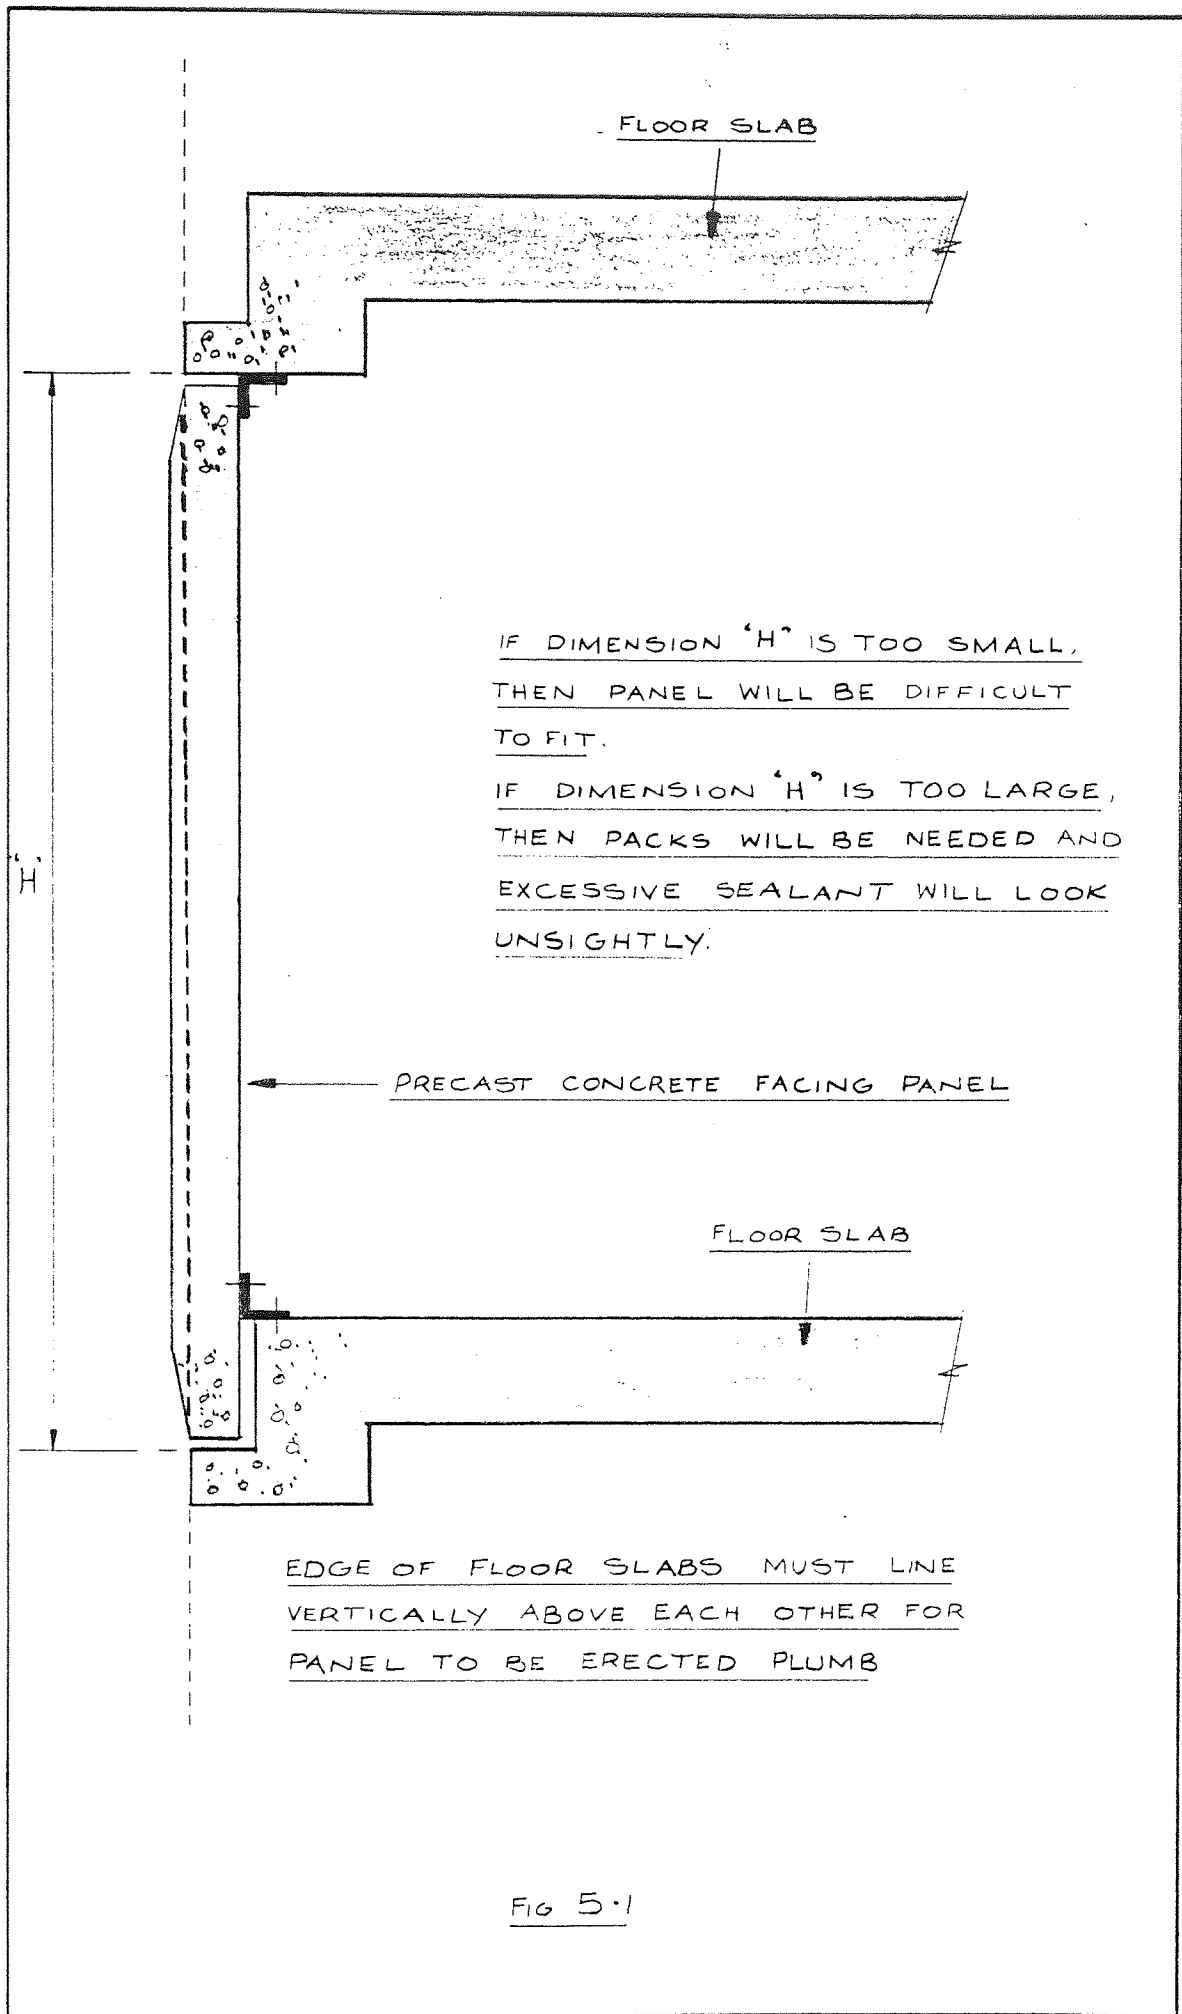 FLOOR SLAB
IF DIMENSION 'H' IS TOO SMALL,
THEN PANEL WILL BE DIFFICULT
TO FIT.
IF DIMENSION 'H' IS TOO LARGE,
THEN PACKS WILL BE NEEDED AND
EXCESSIVE SEALANT WILL LOOK
UNSIGHTLY.
'H'
PRECAST CONCRETE FACING PANEL
FLOOR SLAB
EDGE OF FLOOR SLABS MUST LINE
VERTICALLY ABOVE EACH OTHER FOR
PANEL TO BE ERECTED PLUMB
FIG 5·1